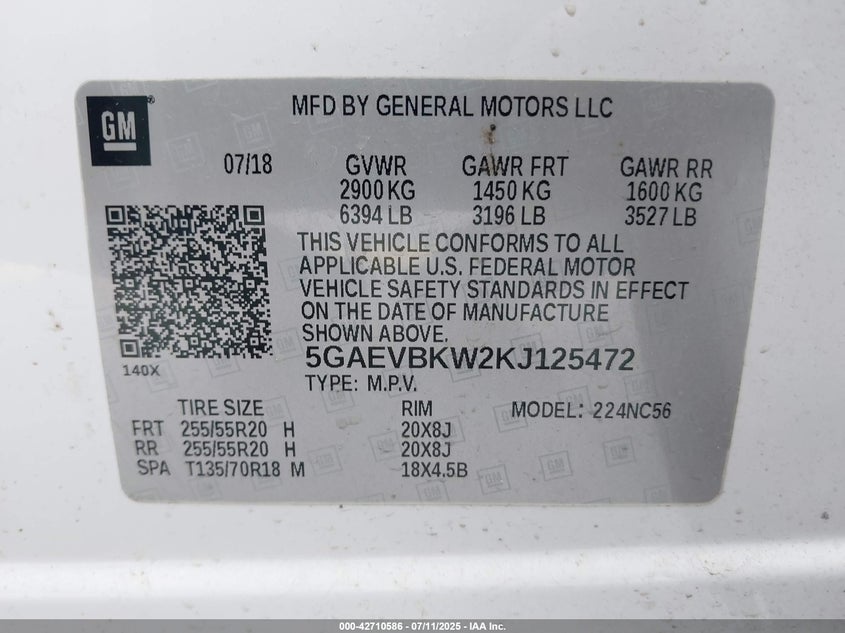 GM
MFD BY GENERAL MOTORS LLC
07/18 GVWR GAWR FRT GAWR RR
2900 KG 1450 KG 1600 KG
6394 LB 3196 LB 3527 LB
THIS VEHICLE CONFORMS TO ALL
APPLICABLE U.S. FEDERAL MOTOR
VEHICLE SAFETY STANDARDS IN EFFECT
ON THE DATE OF MANUFACTURE
SHOWN ABOVE.
140X
5GAEVBKW2KJ125472
TYPE: M.P.V.
TIRE SIZE RIM MODEL: 224NC56
FRT 255/55R20 H 20X8J
RR 255/55R20 H 20X8J
SPA T135/70R18 M 18X4.5B
000-42710586 - 07/11/2025 - IAA Inc.